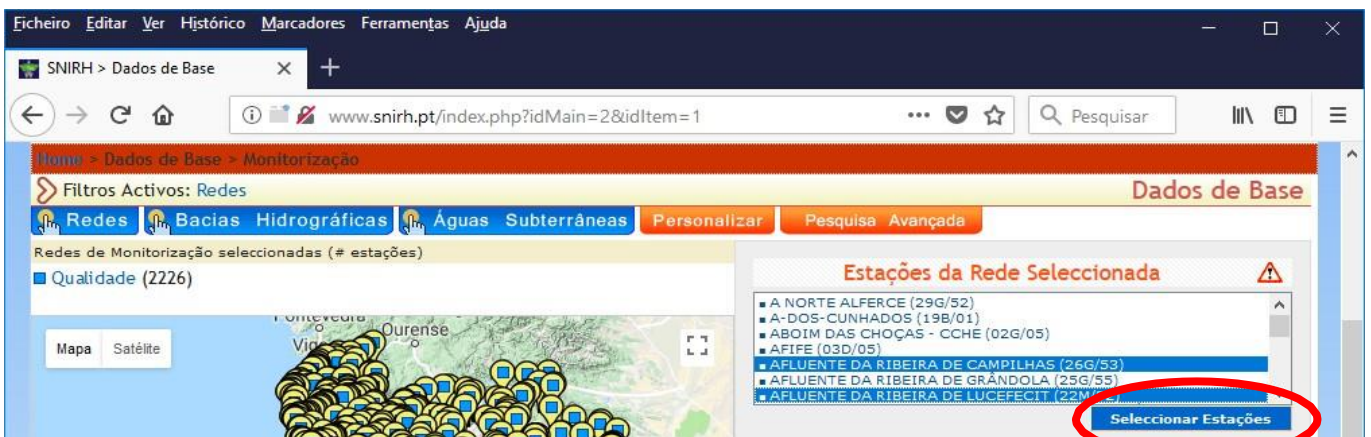 Ficheiro Editar Ver Histórico Marcadores Ferramentas Ajuda
SNIRH > Dados de Base
www.snirh.pt/index.php?idMain=2&idItem=1
Pesquisar
Home > Dados de Base > Monitorização
Filtros Activos: Redes
Dados de Base
Redes Bacias Hidrográficas Águas Subterrâneas Personalizar Pesquisa Avançada
Redes de Monitorização seleccionadas (# estações)
Qualidade (2226)
Estações da Rede Seleccionada
A NORTE ALFERCE (29G/52)
A-DOS-CUNHADOS (19B/01)
ABOIM DAS CHOÇAS - CCHE (02G/05)
AFIFE (03D/05)
AFLUENTE DA RIBEIRA DE CAMPILHAS (26G/53)
AFLUENTE DA RIBEIRA DE GRÂNDOLA (25G/55)
AFLUENTE DA RIBEIRA DE LUCEFECIT
Seleccionar Estações
Mapa Satélite
Pontevedra
Ourense